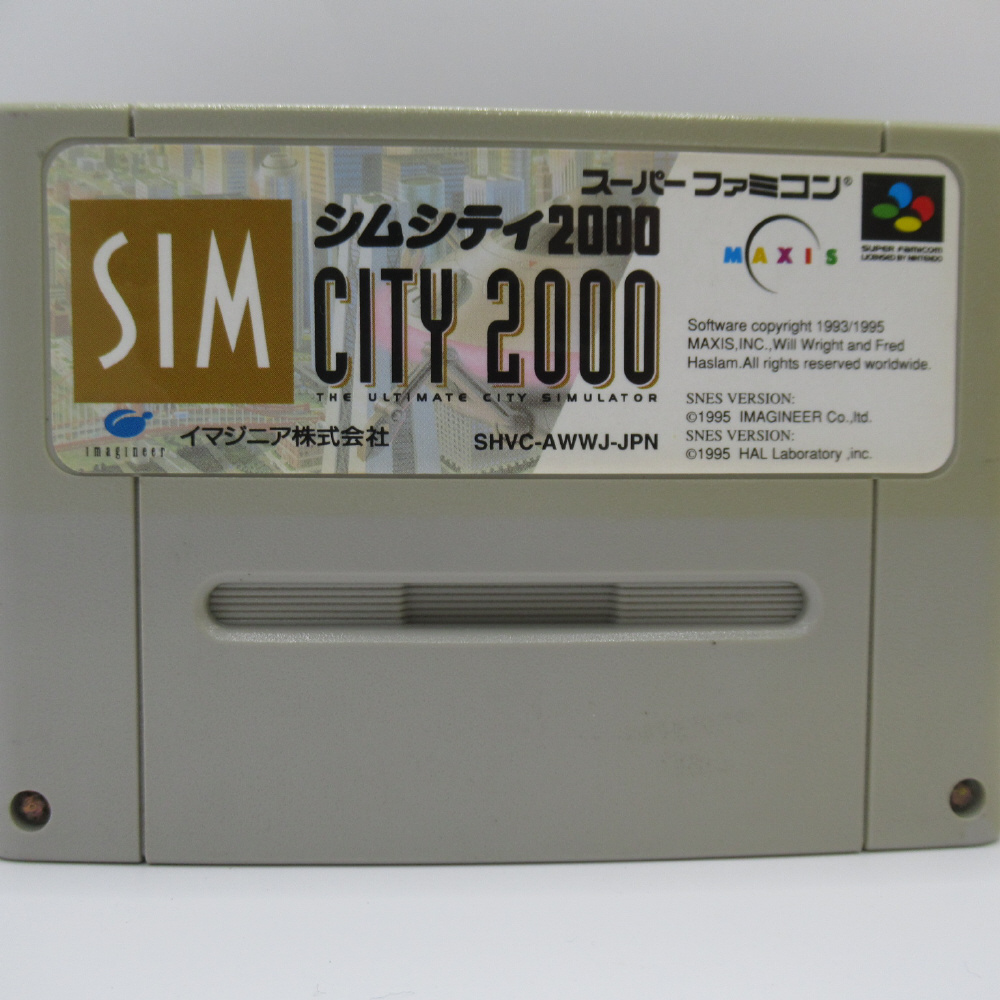 スーパーファミコン®
シムシティ2000
SIM
CITY 2000
THE ULTIMATE CITY SIMULATOR
MAXIS
SUPER FAMICOM
LICENSED BY NINTENDO
Software copyright 1993/1995
MAXIS,INC.,Will Wright and Fred
Haslam.All rights reserved worldwide.
SNES VERSION:
©1995 IMAGINEER Co.,ltd.
SNES VERSION:
©1995 HAL Laboratory ,inc.
imagineer
イマジニア株式会社
SHVC-AWWJ-JPN